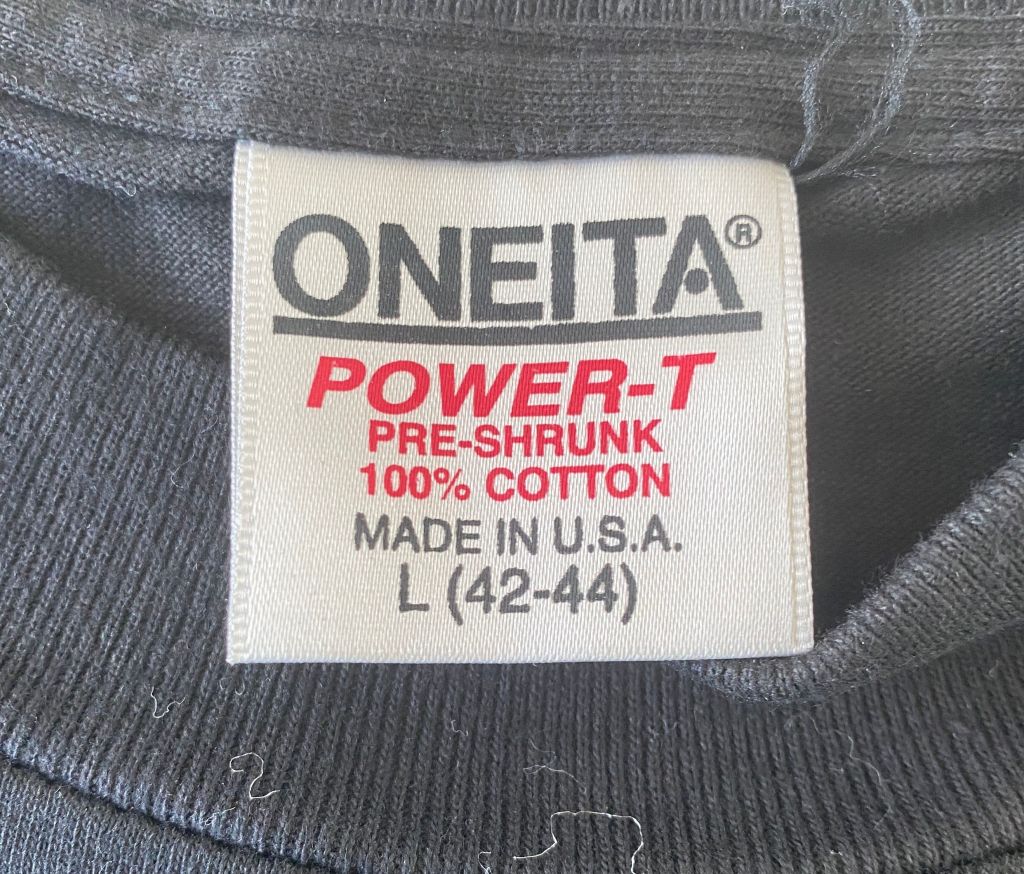 ONEITA®
POWER-T
PRE-SHRUNK
100% COTTON
MADE IN U.S.A.
L (42-44)